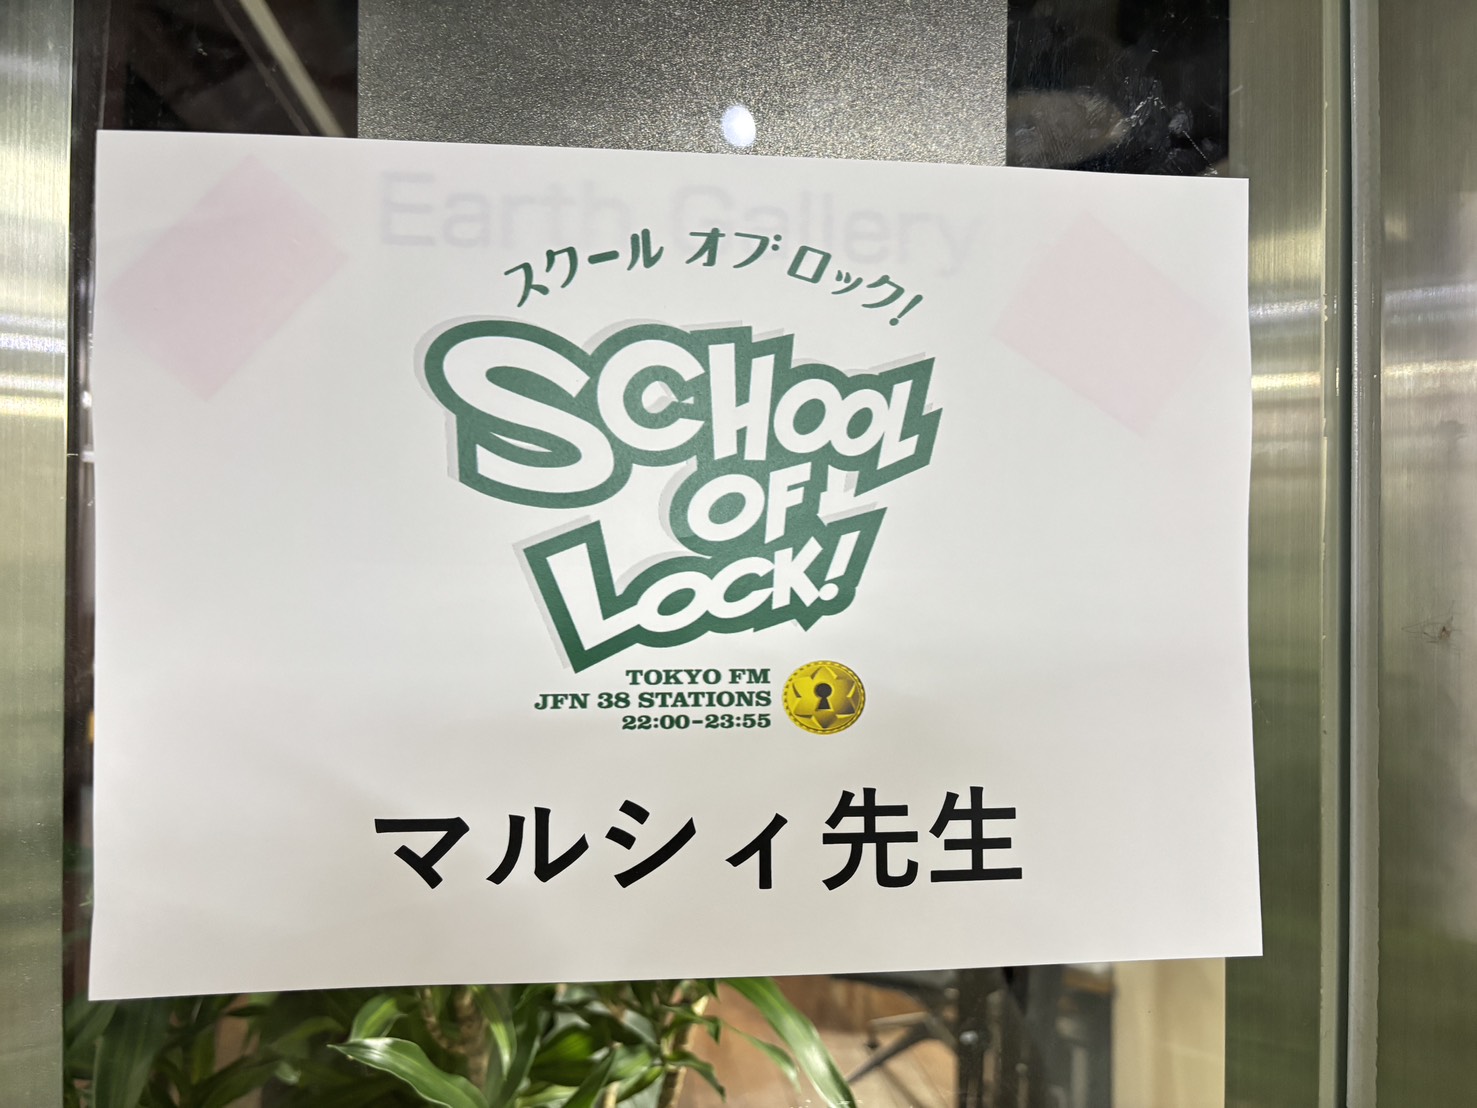 Earth Gallery
スクール オブ ロック!
SCHOOL
OF
LOCK!
TOKYO FM
JFN 38 STATIONS
22:00-23:55
マルシィ先生